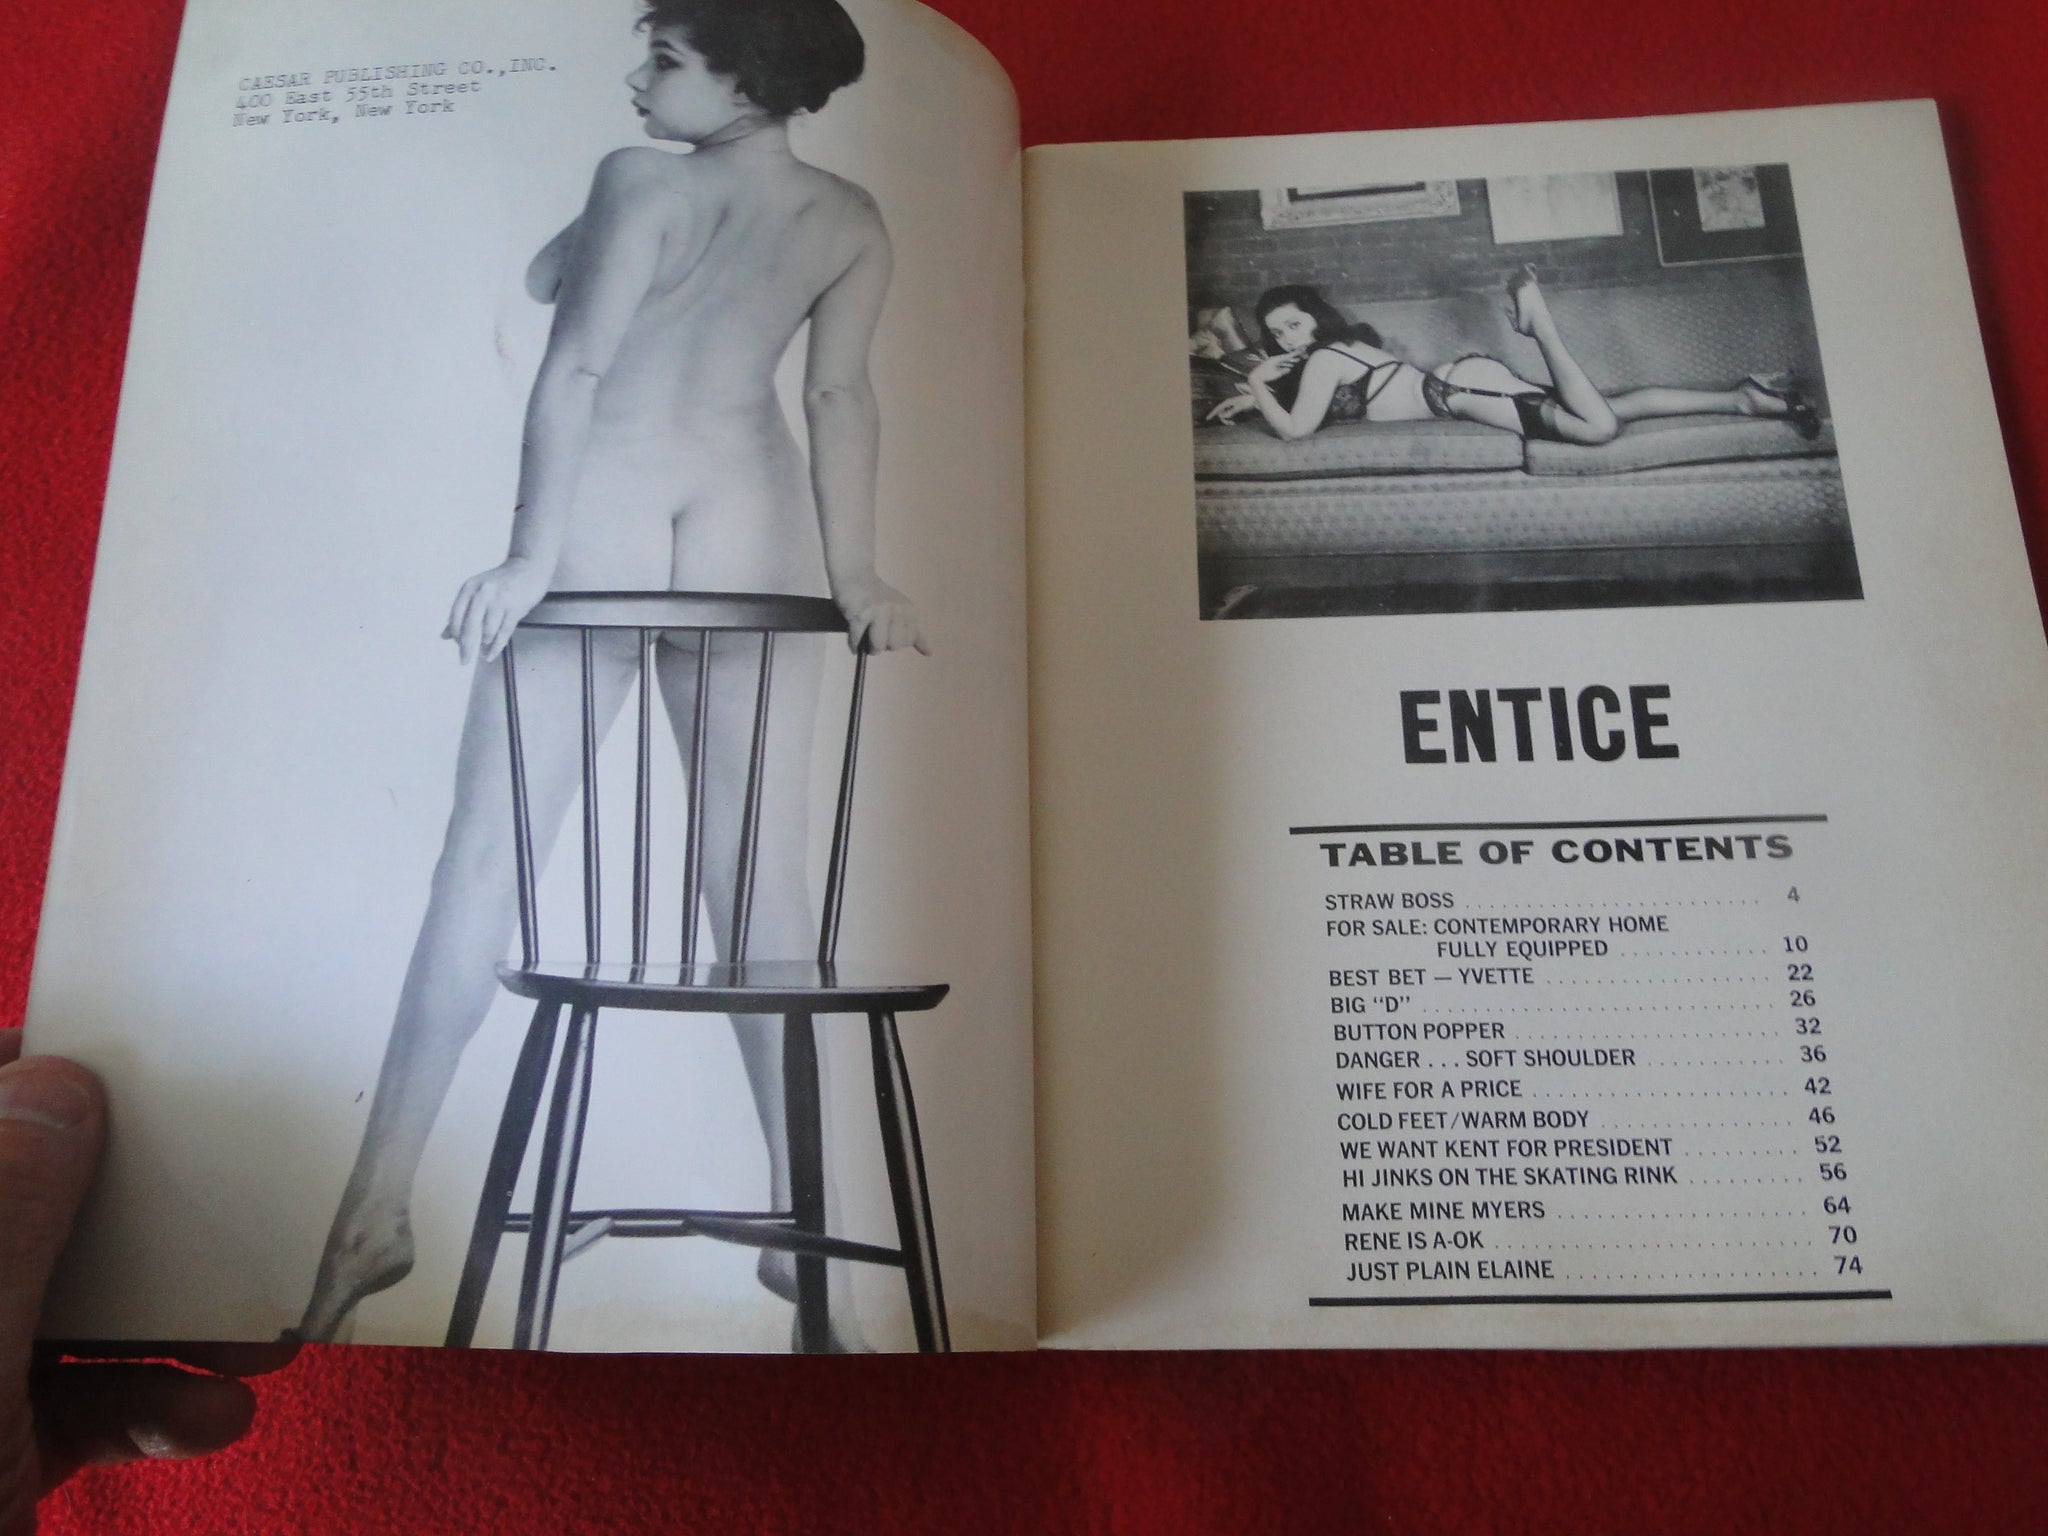 CAESAR PUBLISHING CO.,INC.
400 East 55th Street
New York, New York
ENTICE
TABLE OF CONTENTS
STRAW BOSS ........................... 4
FOR SALE: CONTEMPORARY HOME
FULLY EQUIPPED ............ 10
BEST BET — YVETTE .................... 22
BIG "D" .............................. 26
BUTTON POPPER ........................ 32
DANGER ... SOFT SHOULDER ............. 36
WIFE FOR A PRICE ..................... 42
COLD FEET/WARM BODY .................. 46
WE WANT KENT FOR PRESIDENT ......... 52
HI JINKS ON THE SKATING RINK ......... 56
MAKE MINE MYERS ..................... 64
RENE IS A-OK ......................... 70
JUST PLAIN ELAINE .................... 74